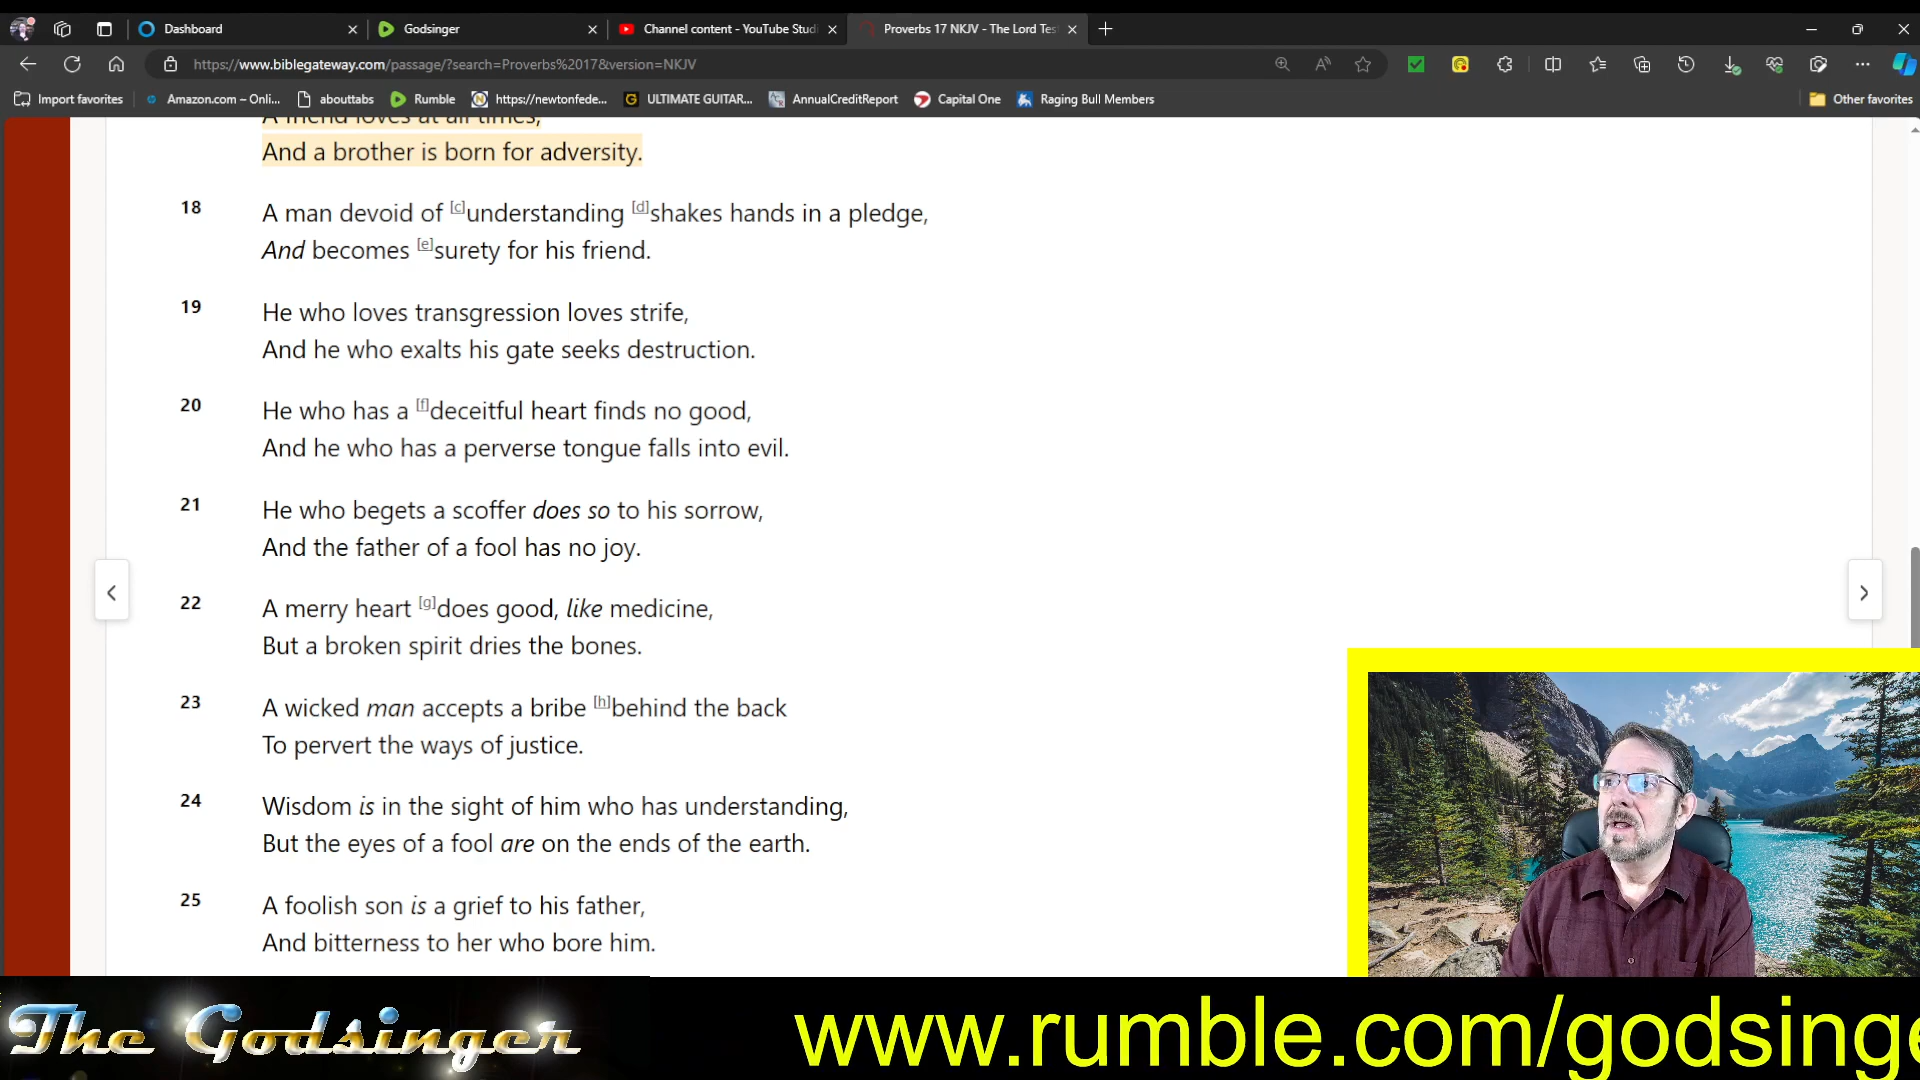 Dashboard
Godsinger
Channel content - YouTube Studi
Proverbs 17 NKJV - The Lord Tes
https://www.biblegateway.com/passage/?search=Proverbs%2017&version=NKJV
Import favorites
Amazon.com – Onli...
abouttabs
Rumble
https://newtonfede...
ULTIMATE GUITAR...
AnnualCreditReport
Capital One
Raging Bull Members
Other favorites
A friend loves at all times,
And a brother is born for adversity.
18 A man devoid of [c]understanding [d]shakes hands in a pledge,
And becomes [e]surety for his friend.
19 He who loves transgression loves strife,
And he who exalts his gate seeks destruction.
20 He who has a [f]deceitful heart finds no good,
And he who has a perverse tongue falls into evil.
21 He who begets a scoffer does so to his sorrow,
And the father of a fool has no joy.
22 A merry heart [g]does good, like medicine,
But a broken spirit dries the bones.
23 A wicked man accepts a bribe [h]behind the back
To pervert the ways of justice.
24 Wisdom is in the sight of him who has understanding,
But the eyes of a fool are on the ends of the earth.
25 A foolish son is a grief to his father,
And bitterness to her who bore him.
The Godsinger
www.rumble.com/godsinge